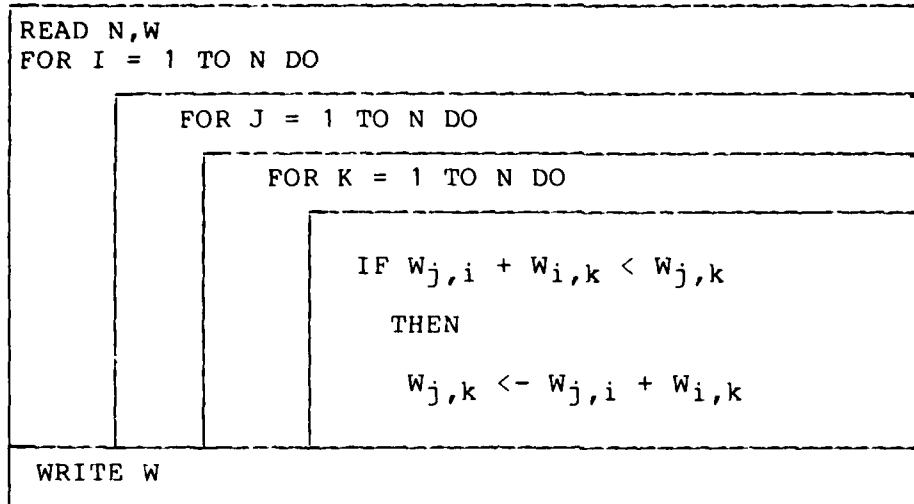 READ N,W
FOR I = 1 TO N DO
FOR J = 1 TO N DO
FOR K = 1 TO N DO
IF Wj,i + Wi,k < Wj,k
THEN
Wj,k <- Wj,i + Wi,k
WRITE W